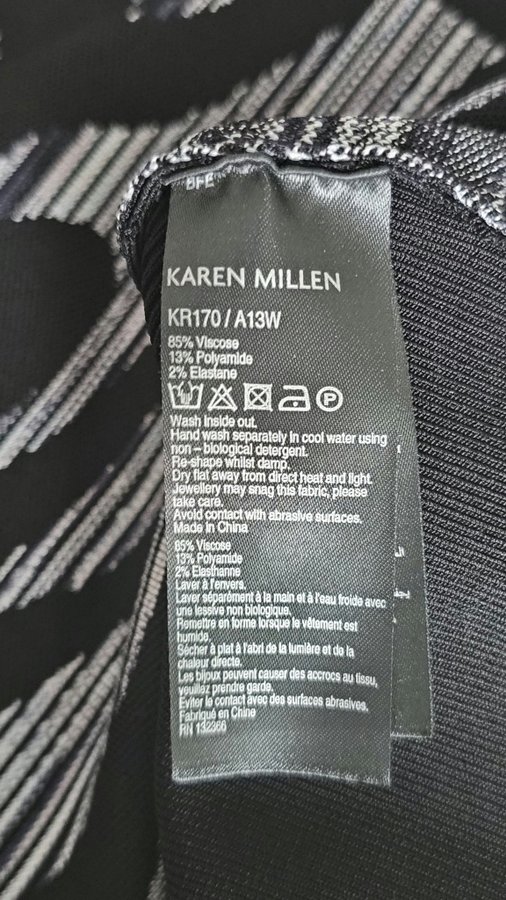 BFE
KAREN MILLEN
KR170 / A13W
85% Viscose
13% Polyamide
2% Elastane
P
Wash inside out.
Hand wash separately in cool water using
non – biological detergent.
Re-shape whilst damp.
Dry flat away from direct heat and light.
Jewellery may snag this fabric, please
take care.
Avoid contact with abrasive surfaces.
Made in China
85% Viscose
13% Polyamide
2% Elasthanne
Laver à l'envers.
Laver séparément à la main et à l'eau froide avec
une lessive non biologique.
Remettre en forme lorsque le vêtement est
humide.
Sécher à plat à l'abri de la lumière et de la
chaleur directe.
Les bijoux peuvent causer des accrocs au tissu,
veuillez prendre garde.
Eviter le contact avec des surfaces abrasives.
Fabriqué en Chine
RN 132366